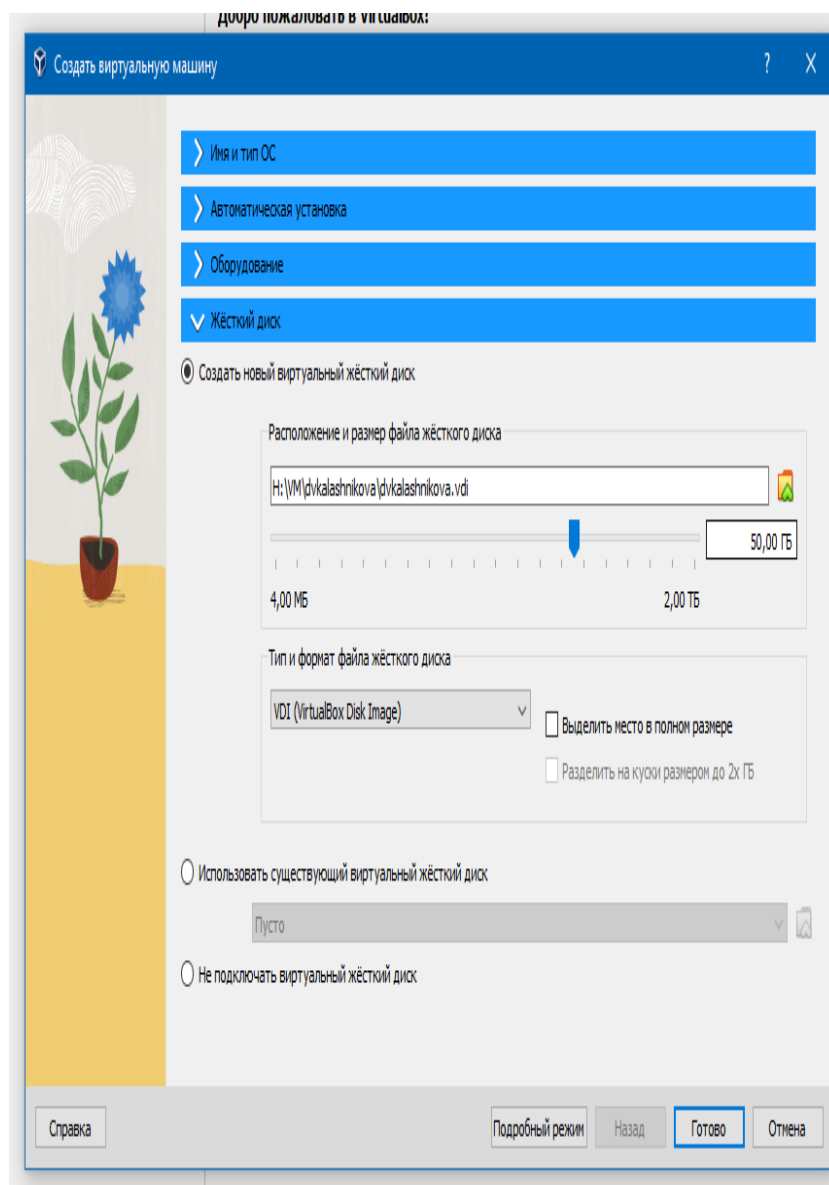 Добро пожаловать в VirtualBox!
Создать виртуальную машину ? X
Имя и тип ОС
Автоматическая установка
Оборудование
Жёсткий диск
Создать новый виртуальный жёсткий диск
Расположение и размер файла жёсткого диска
H:\VM\dvkalashnikova\dvkalashnikova.vdi
50,00 ГБ
4,00 МБ 2,00 ТБ
Тип и формат файла жёсткого диска
VDI (VirtualBox Disk Image)
Выделить место в полном размере
Разделить на куски размером до 2х ГБ
Использовать существующий виртуальный жёсткий диск
Пусто
Не подключать виртуальный жёсткий диск
Справка Подробный режим Назад Готово Отмена